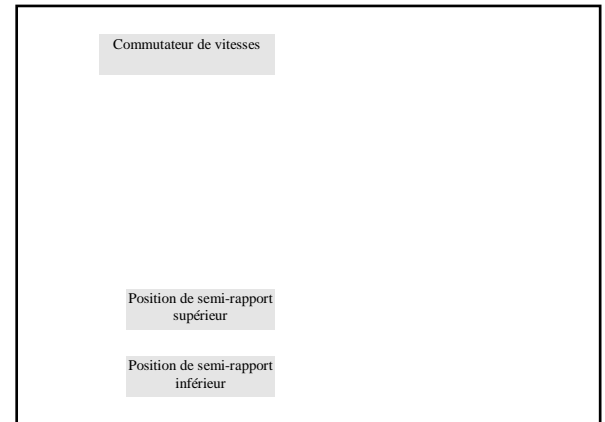 Commutateur de vitesses
Position de semi-rapport
supérieur
Position de semi-rapport
inférieur